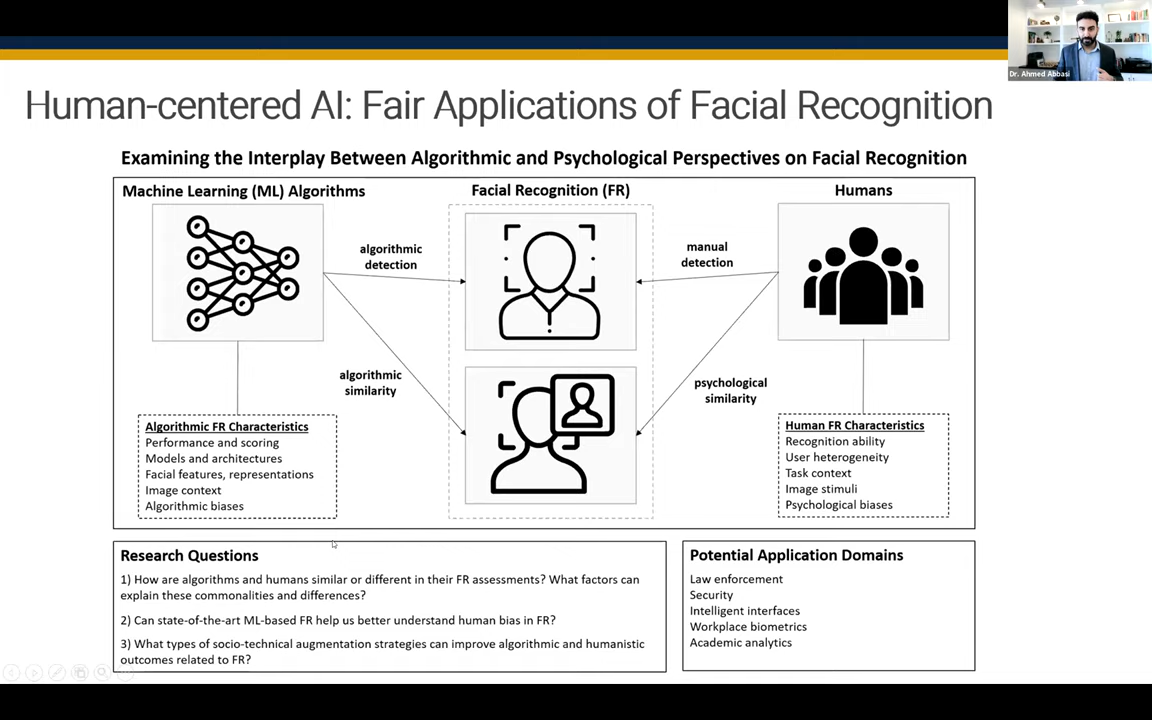 Dr. Ahmed Abbasi
Human-centered AI: Fair Applications of Facial Recognition
Examining the Interplay Between Algorithmic and Psychological Perspectives on Facial Recognition
Machine Learning (ML) Algorithms
Facial Recognition (FR)
Humans
algorithmic
detection
manual
detection
algorithmic
similarity
psychological
similarity
Algorithmic FR Characteristics
Performance and scoring
Models and architectures
Facial features, representations
Image context
Algorithmic biases
Human FR Characteristics
Recognition ability
User heterogeneity
Task context
Image stimuli
Psychological biases
Research Questions
1) How are algorithms and humans similar or different in their FR assessments? What factors can
explain these commonalities and differences?
2) Can state-of-the-art ML-based FR help us better understand human bias in FR?
3) What types of socio-technical augmentation strategies can improve algorithmic and humanistic
outcomes related to FR?
Potential Application Domains
Law enforcement
Security
Intelligent interfaces
Workplace biometrics
Academic analytics